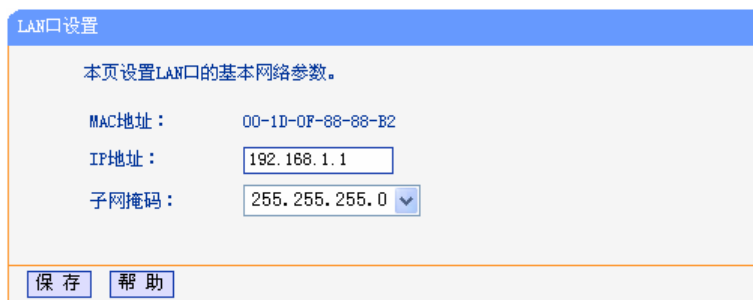 LAN口设置
本页设置LAN口的基本网络参数。
MAC地址： 00-1D-0F-88-88-B2
IP地址： 192.168.1.1
子网掩码： 255.255.255.0
保 存 帮 助